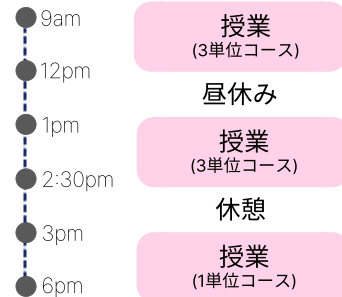 9am
授業
(3単位コース)
12pm
昼休み
1pm
授業
(3単位コース)
2:30pm
休憩
3pm
授業
(1単位コース)
6pm